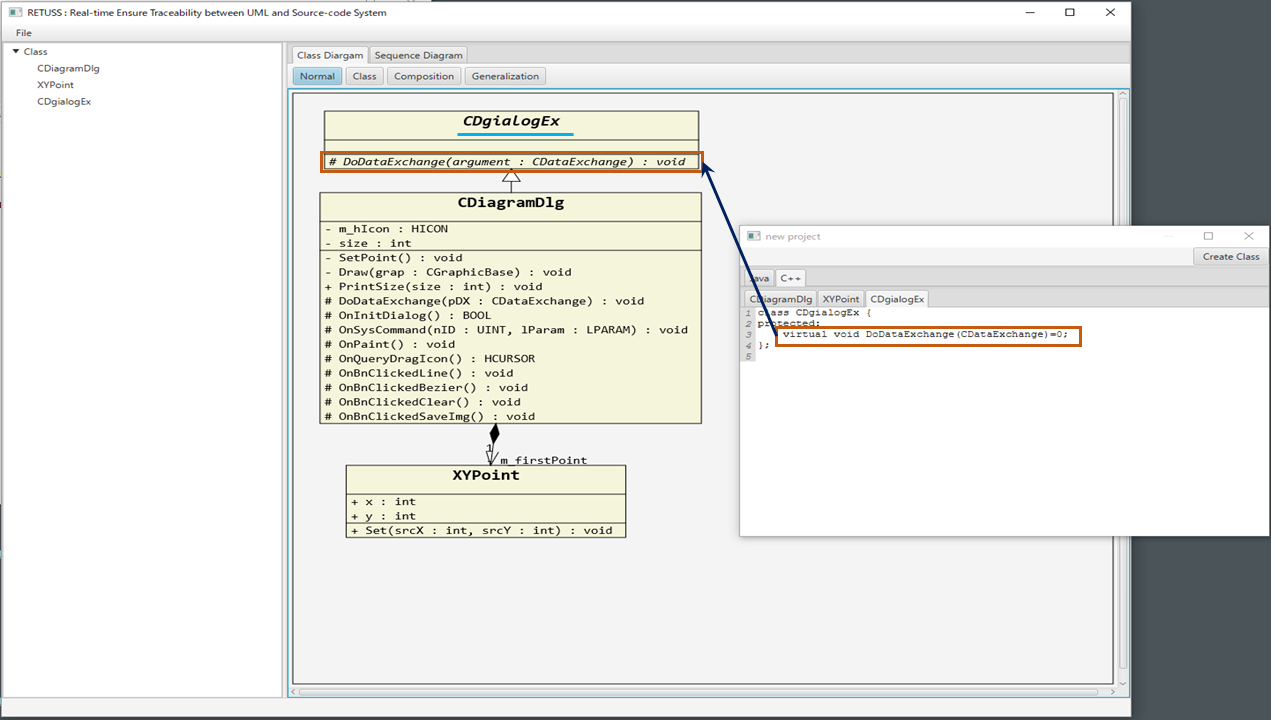 RETUSS : Real-time Ensure Traceability between UML and Source-code System
File
Class
CDiagramDlg
XYPoint
CDgialogEx
Class Diargam
Sequence Diagram
Normal
Class
Composition
Generalization
CDgialogEx
# DoDataExchange(argument : CDataExchange) : void
CDiagramDlg
- m_hIcon : HICON
- size : int
- SetPoint() : void
- Draw(grap : CGraphicBase) : void
+ PrintSize(size : int) : void
# DoDataExchange(pDX : CDataExchange) : void
# OnInitDialog() : BOOL
# OnSysCommand(nID : UINT, lParam : LPARAM) : void
# OnPaint() : void
# OnQueryDragIcon() : HCURSOR
# OnBnClickedLine() : void
# OnBnClickedBezier() : void
# OnBnClickedClear() : void
# OnBnClickedSaveImg() : void
1
m_firstPoint
XYPoint
+ x : int
+ y : int
+ Set(srcX : int, srcY : int) : void
new project
Create Class
Java
C++
CDiagramDlg
XYPoint
CDgialogEx
1 class CDgialogEx {
2 protected:
3 virtual void DoDataExchange(CDataExchange)=0;
4 };
5